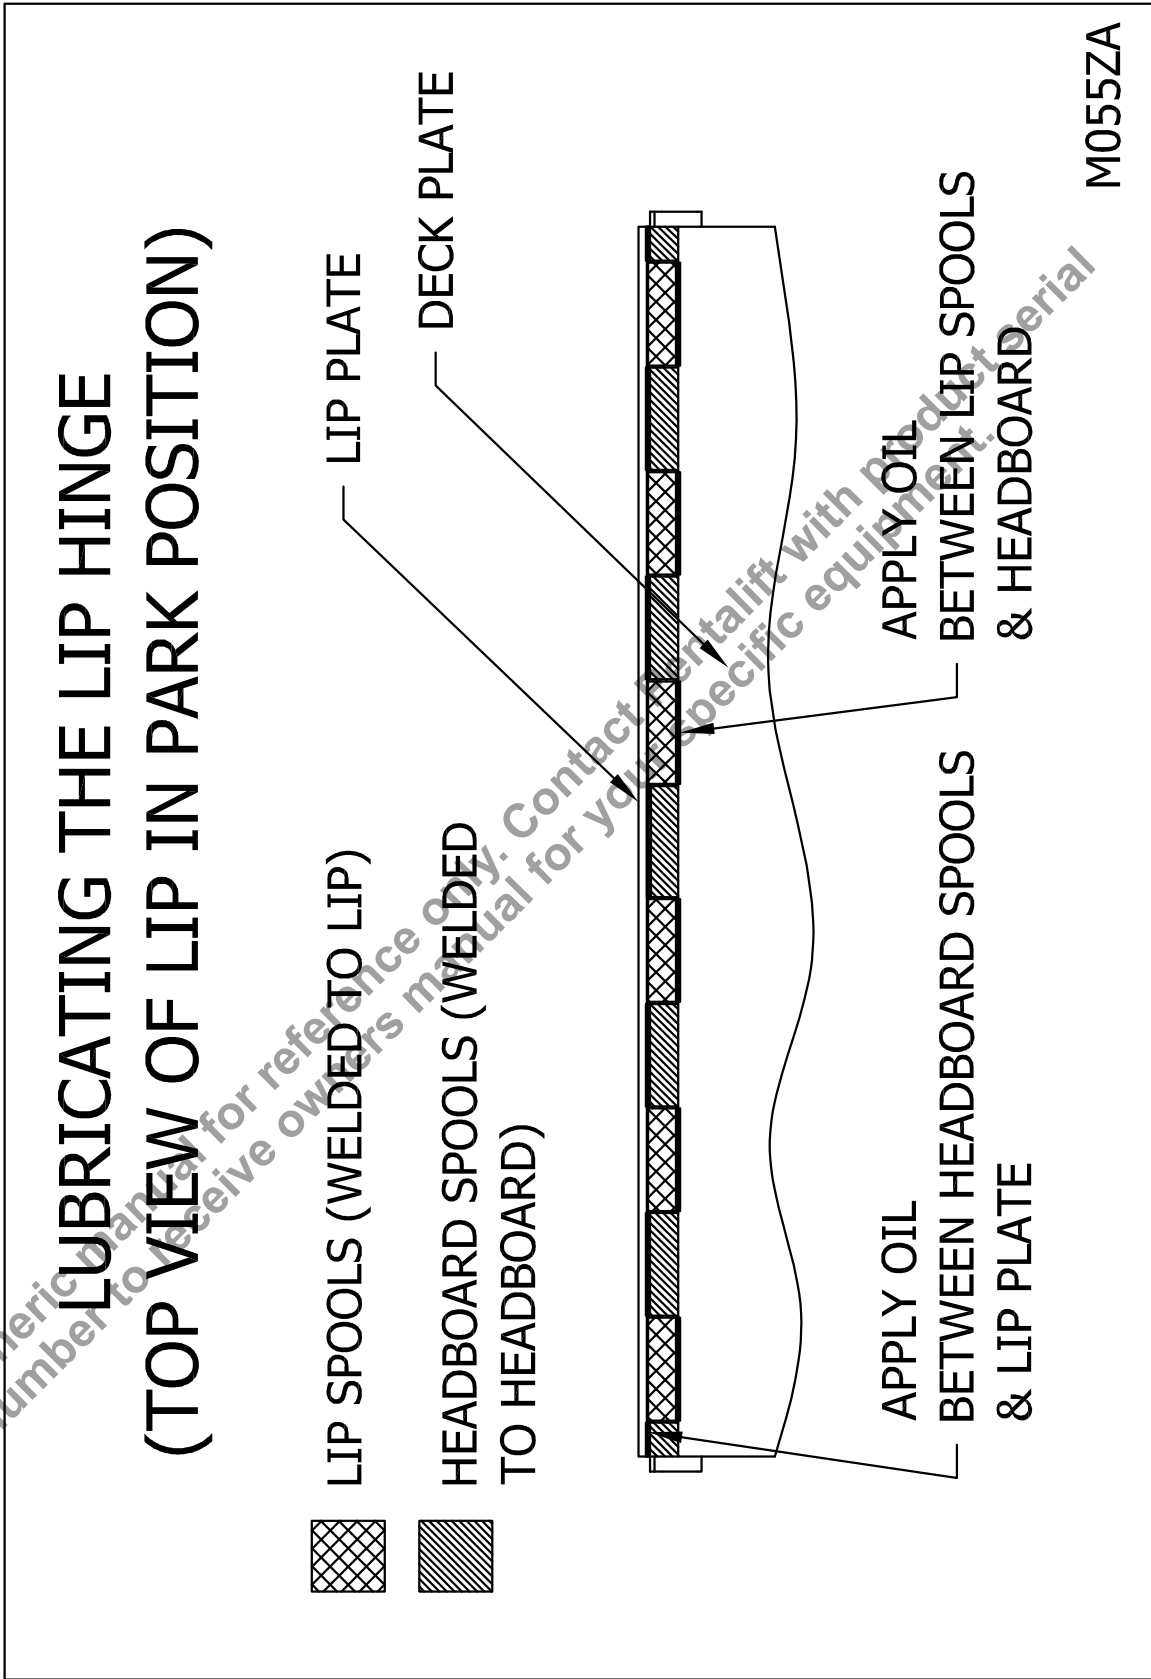 LUBRICATING THE LIP HINGE
(TOP VIEW OF LIP IN PARK POSITION)
LIP SPOOLS (WELDED TO LIP)
HEADBOARD SPOOLS (WELDED
TO HEADBOARD)
LIP PLATE
DECK PLATE
APPLY OIL
BETWEEN HEADBOARD SPOOLS
& LIP PLATE
APPLY OIL
BETWEEN LIP SPOOLS
& HEADBOARD
M055ZA
manual for reference only. Contact Pentalift with product serial
to receive owners manual for your specific equipment.